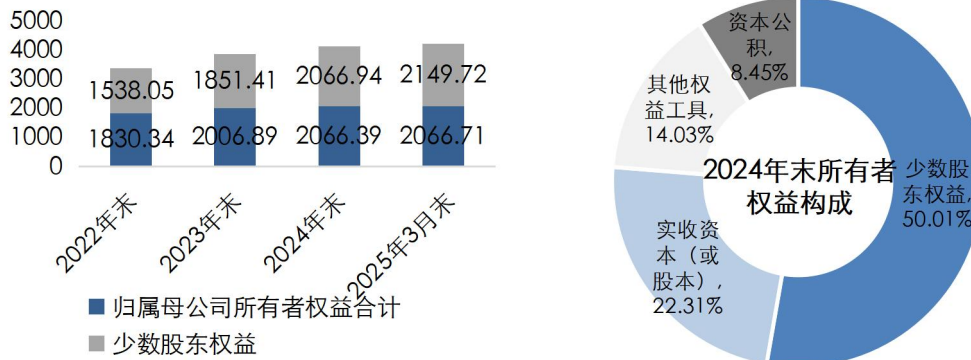 5000
4000
3000
2000
1000
0
1538.05
1851.41
2066.94
2149.72
1830.34
2006.89
2066.39
2066.71
2022年末
2023年末
2024年末
2025年3月末
归属母公司所有者权益合计
少数股东权益
资本公
积,
8.45%
其他权
益工具,
14.03%
2024年末所有者
权益构成
少数股
东权益,
50.01%
实收资
本（或
股本）,
22.31%